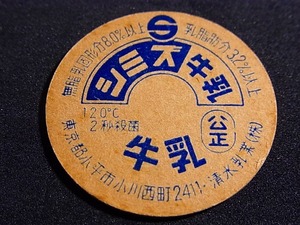 無脂乳固形分8.0%以上
S
乳脂肪分3.2%以上
シミズ牛乳
120℃
2秒殺菌
公正
牛乳
東京都小平市小川西町2411・清水乳業(株)